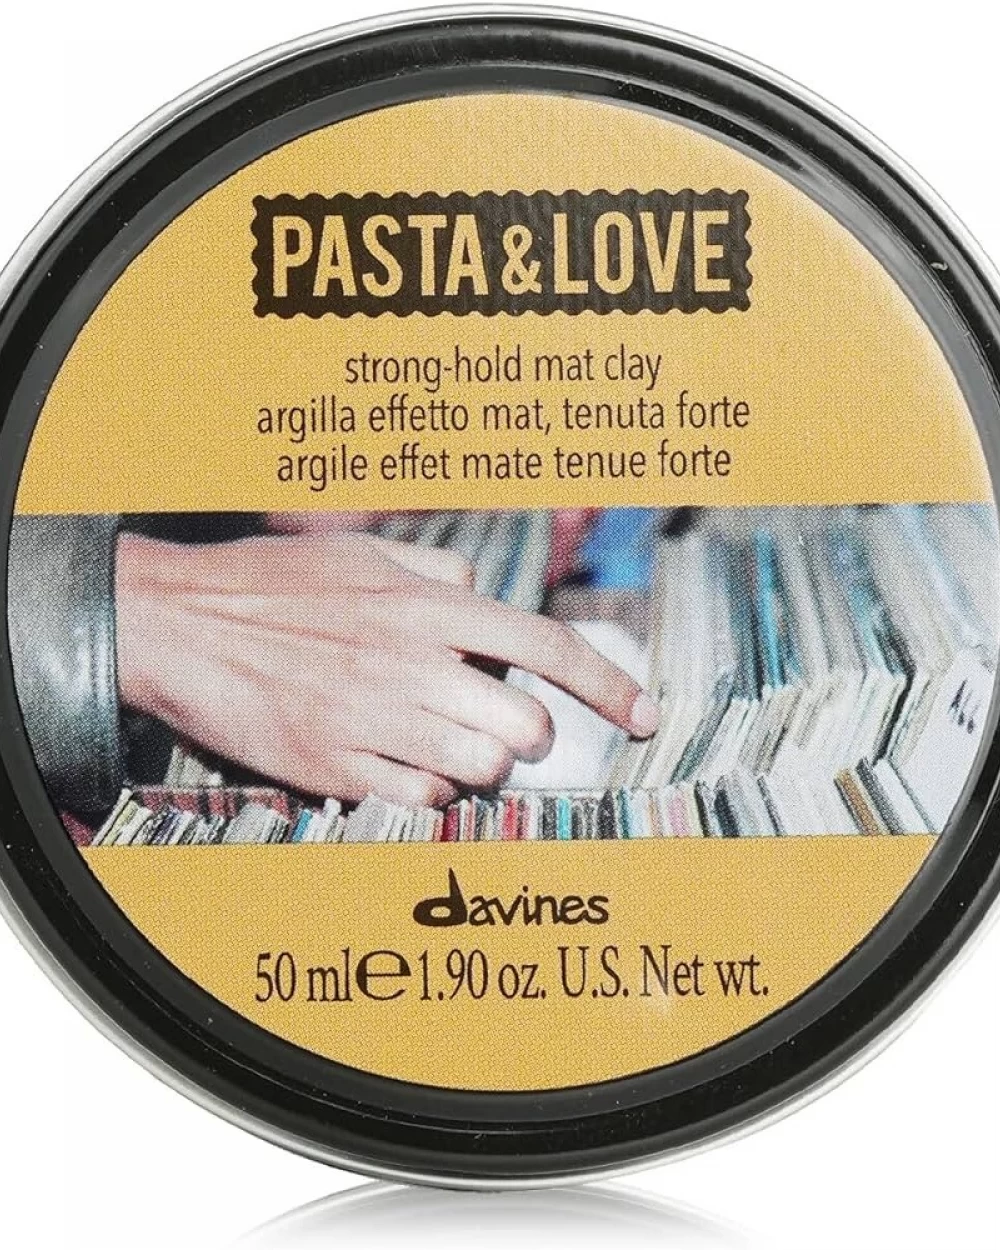 PASTA & LOVE
strong-hold mat clay
argilla effetto mat, tenuta forte
argile effet mate tenue forte
davines
50 ml e 1.90 oz. U.S. Net wt.